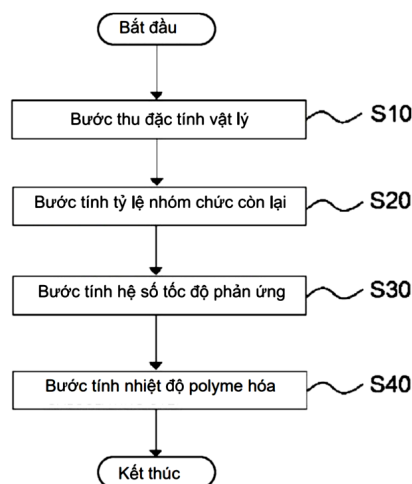 Bắt đầu
Bước thu đặc tính vật lý
S10
Bước tính tỷ lệ nhóm chức còn lại
S20
Bước tính hệ số tốc độ phản ứng
S30
Bước tính nhiệt độ polyme hóa
S40
Kết thúc